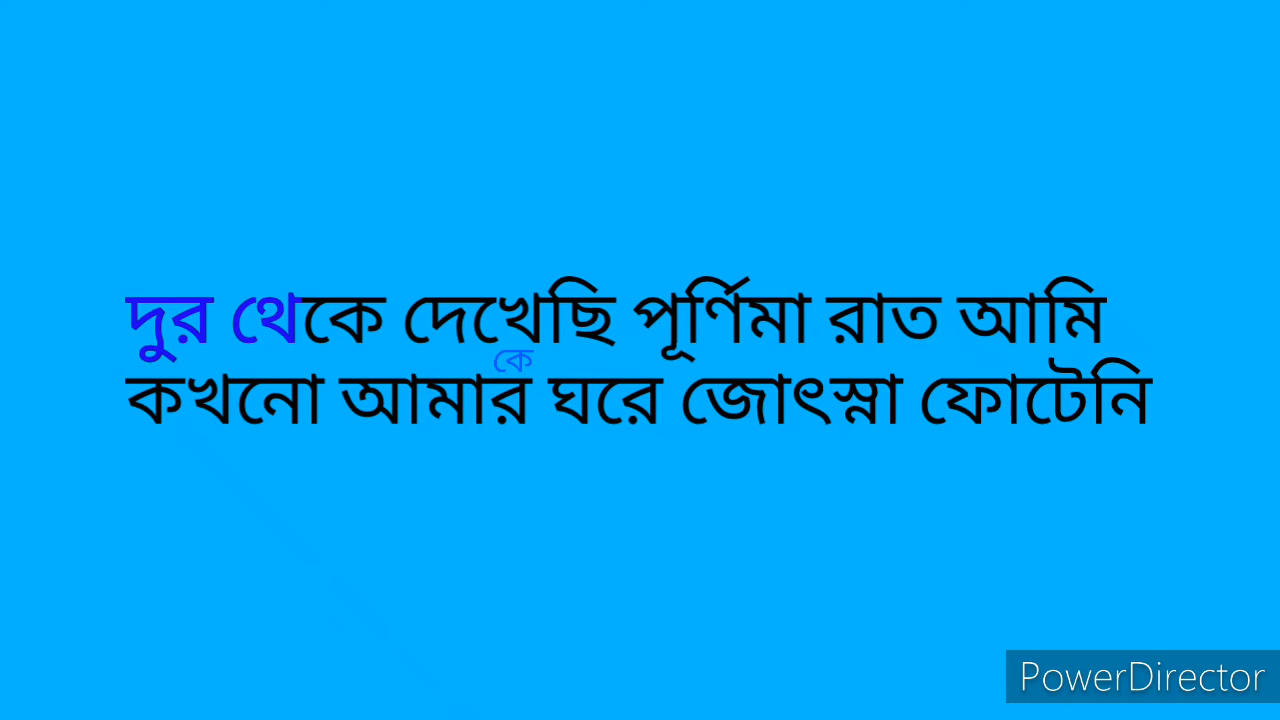 দুর থেকে দেখেছি পূর্ণিমা রাত আমি
কে
কখনো আমার ঘরে জোৎস্না ফোটেনি
PowerDirector